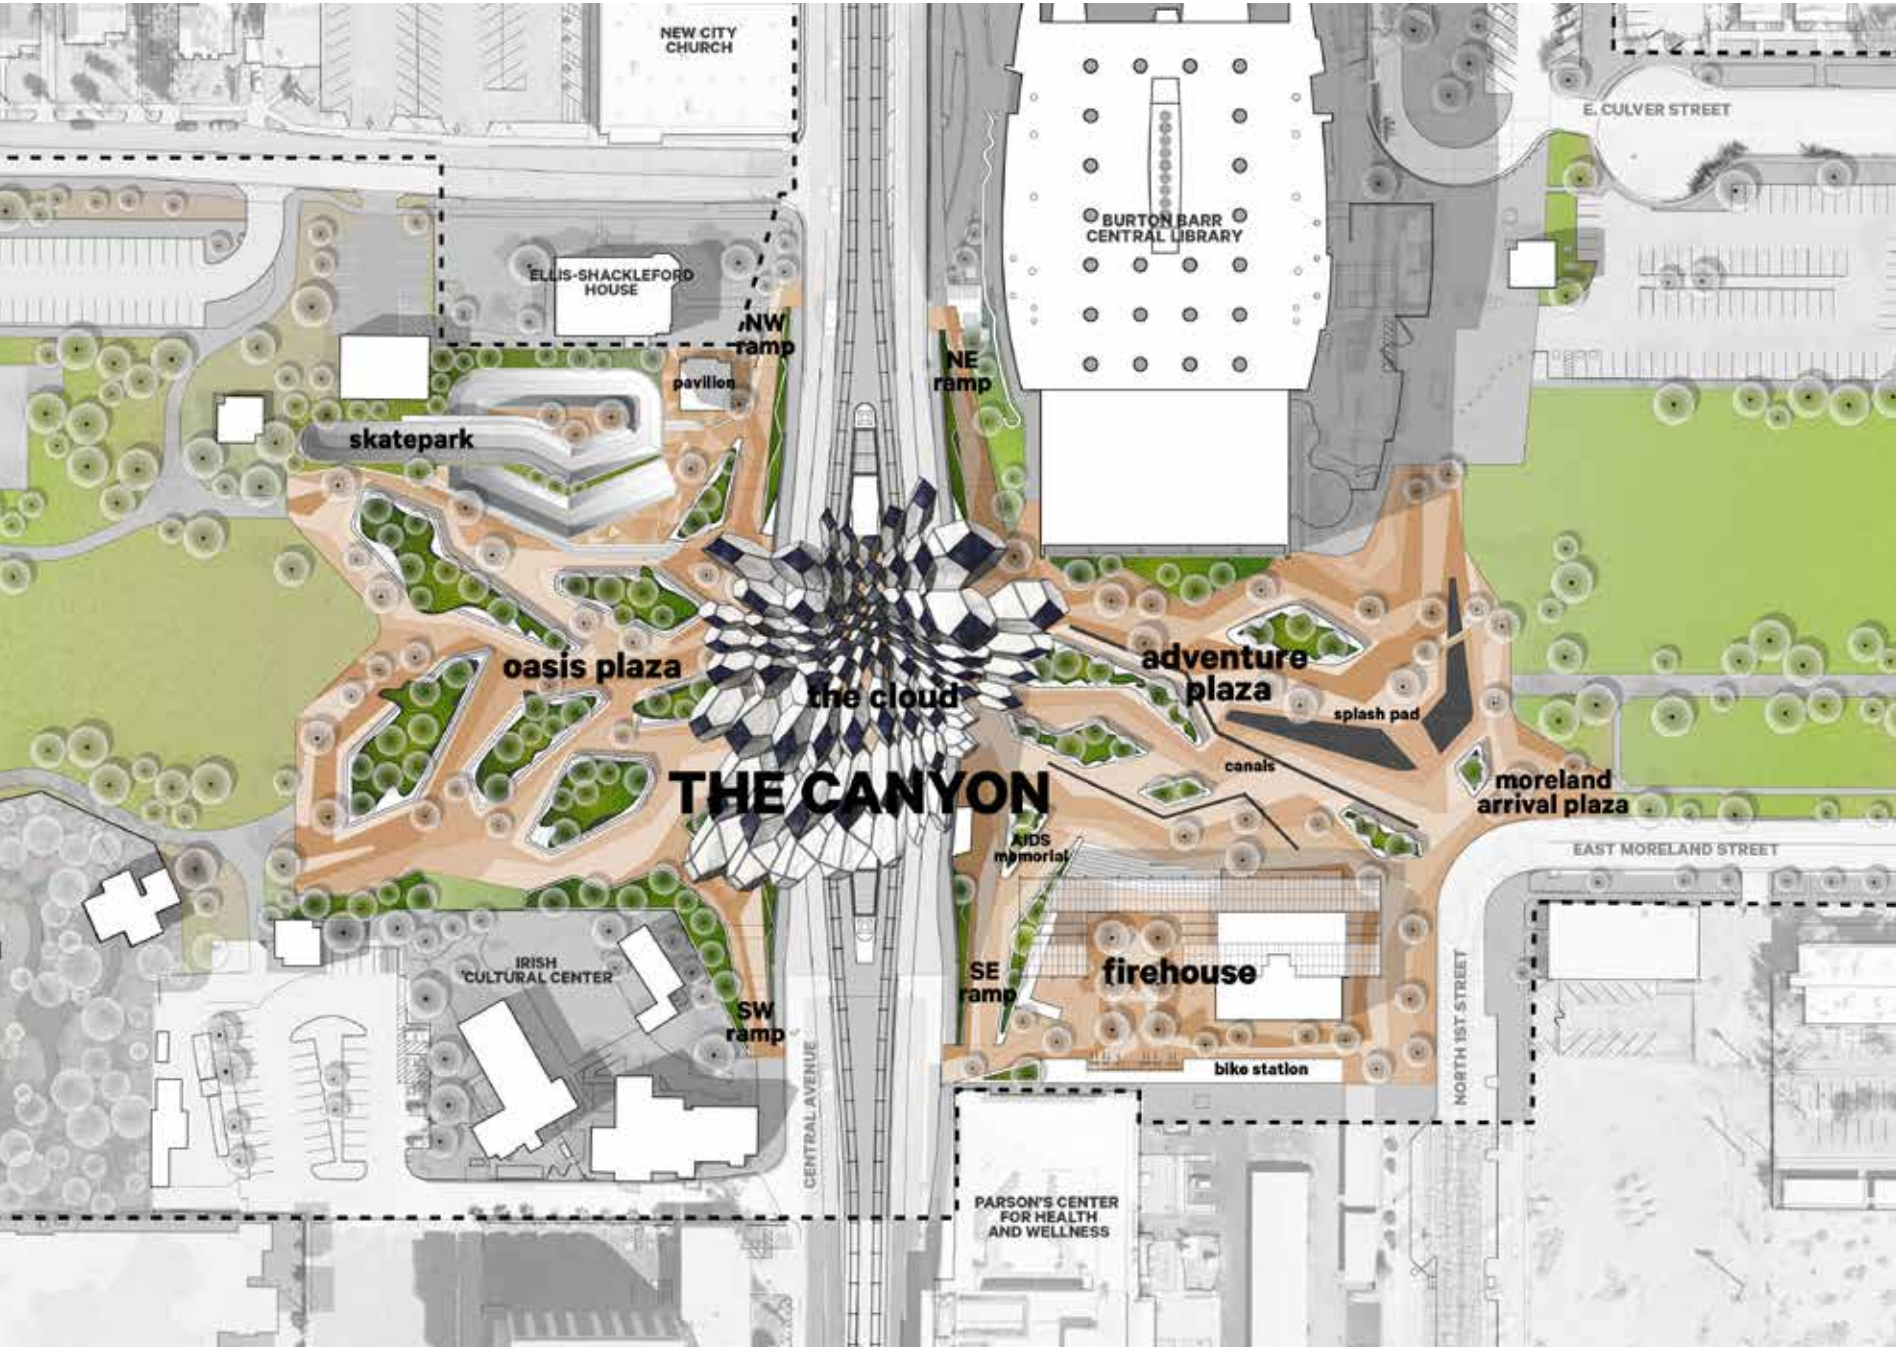 NEW CITY
CHURCH
E. CULVER STREET
BURTON BARR
CENTRAL LIBRARY
ELLIS-SHACKLEFORD
HOUSE
NW
ramp
NE
ramp
pavilion
skatepark
oasis plaza
adventure
plaza
the cloud
splash pad
canals
THE CANYON
moreland
arrival plaza
AIDS
memorial
EAST MORELAND STREET
IRISH
CULTURAL CENTER
firehouse
SE
ramp
SW
ramp
bike station
CENTRAL AVENUE
NORTH 1ST STREET
PARSON'S CENTER
FOR HEALTH
AND WELLNESS